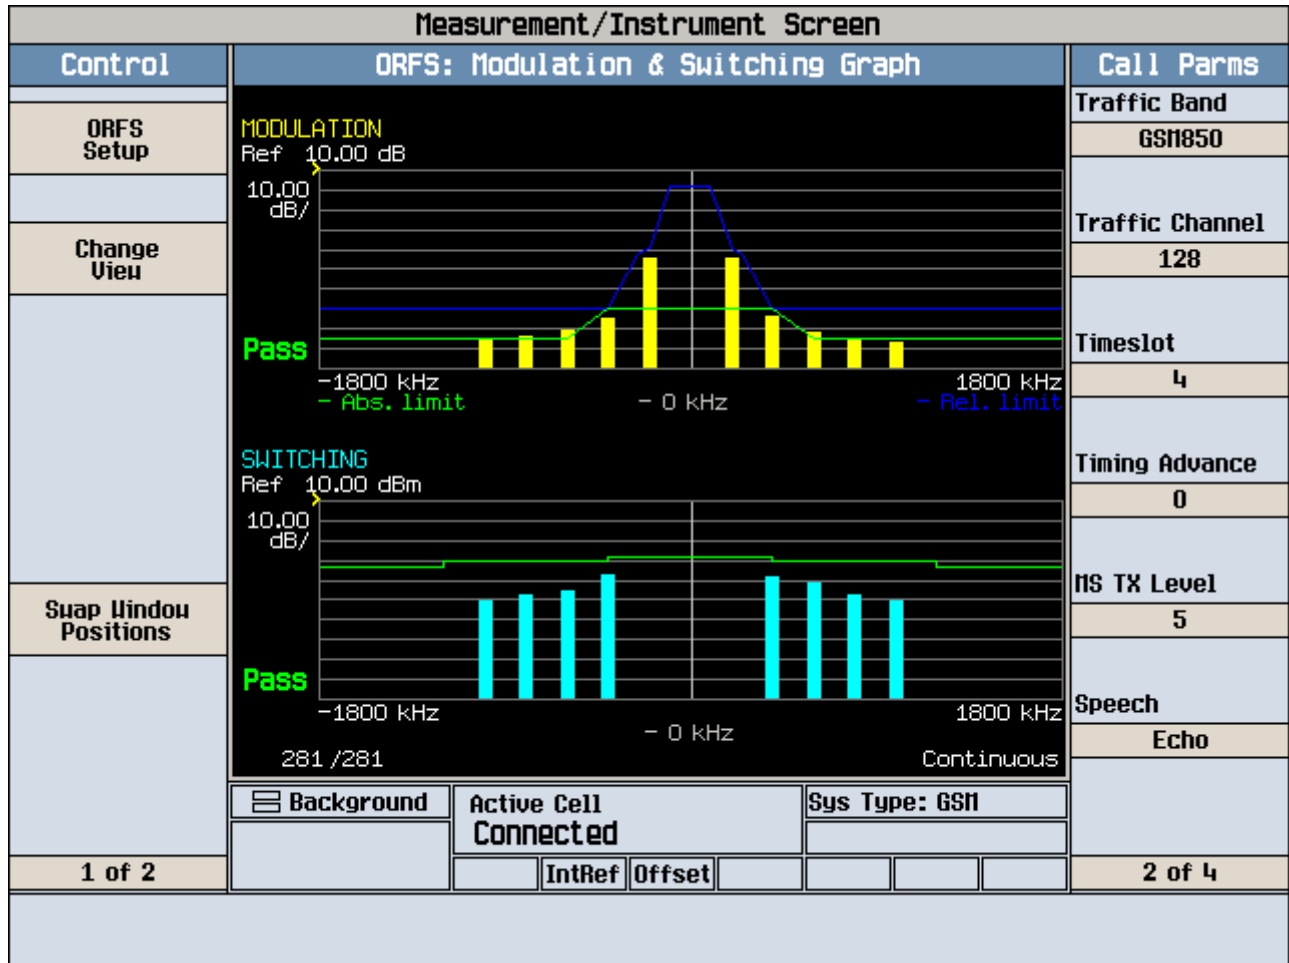 Measurement/Instrument Screen
Control
ORFS: Modulation & Switching Graph
Call Parms
ORFS
Setup
Change
View
Swap Window
Positions
1 of 2
MODULATION
Ref 10.00 dB
10.00
dB/
Pass
-1800 kHz
1800 kHz
- Abs. limit
- 0 kHz
- Rel. limit
SWITCHING
Ref 10.00 dBm
10.00
dB/
Pass
-1800 kHz
1800 kHz
- 0 kHz
281 /281
Continuous
Background
Active Cell
Connected
Sys Type: GSM
IntRef
Offset
Traffic Band
GSM850
Traffic Channel
128
Timeslot
4
Timing Advance
0
MS TX Level
5
Speech
Echo
2 of 4